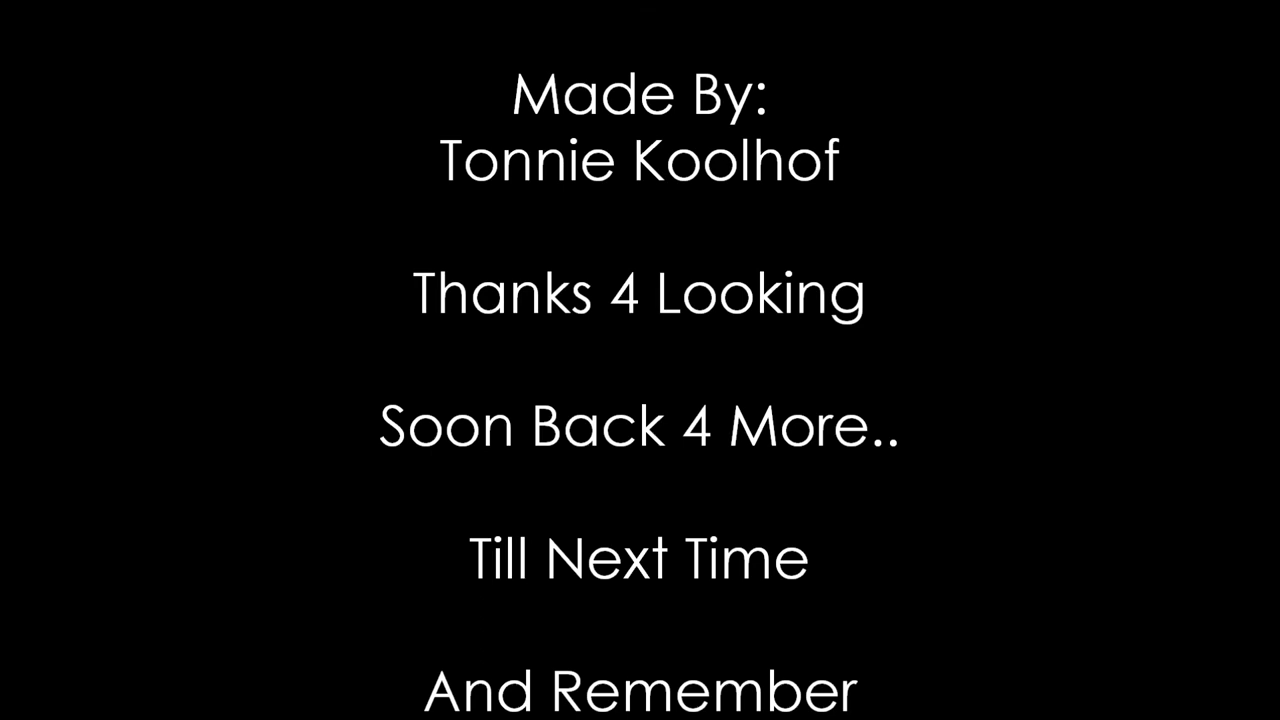 Made By:
Tonnie Koolhof
Thanks 4 Looking
Soon Back 4 More..
Till Next Time
And Remember